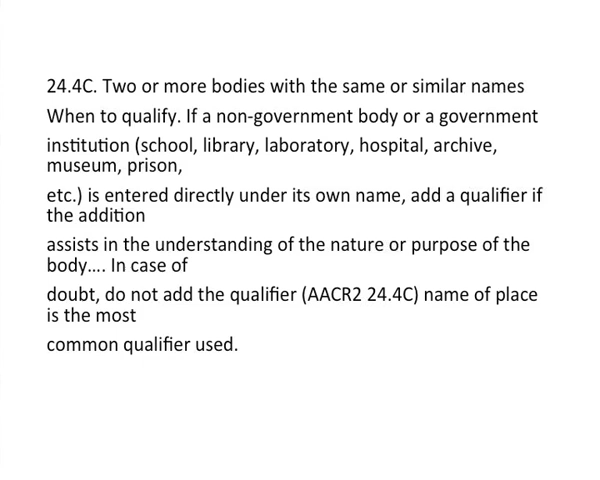 24.4C. Two or more bodies with the same or similar names
When to qualify. If a non-government body or a government
institution (school, library, laboratory, hospital, archive,
museum, prison,
etc.) is entered directly under its own name, add a qualifier if
the addition
assists in the understanding of the nature or purpose of the
body.... In case of
doubt, do not add the qualifier (AACR2 24.4C) name of place
is the most
common qualifier used.